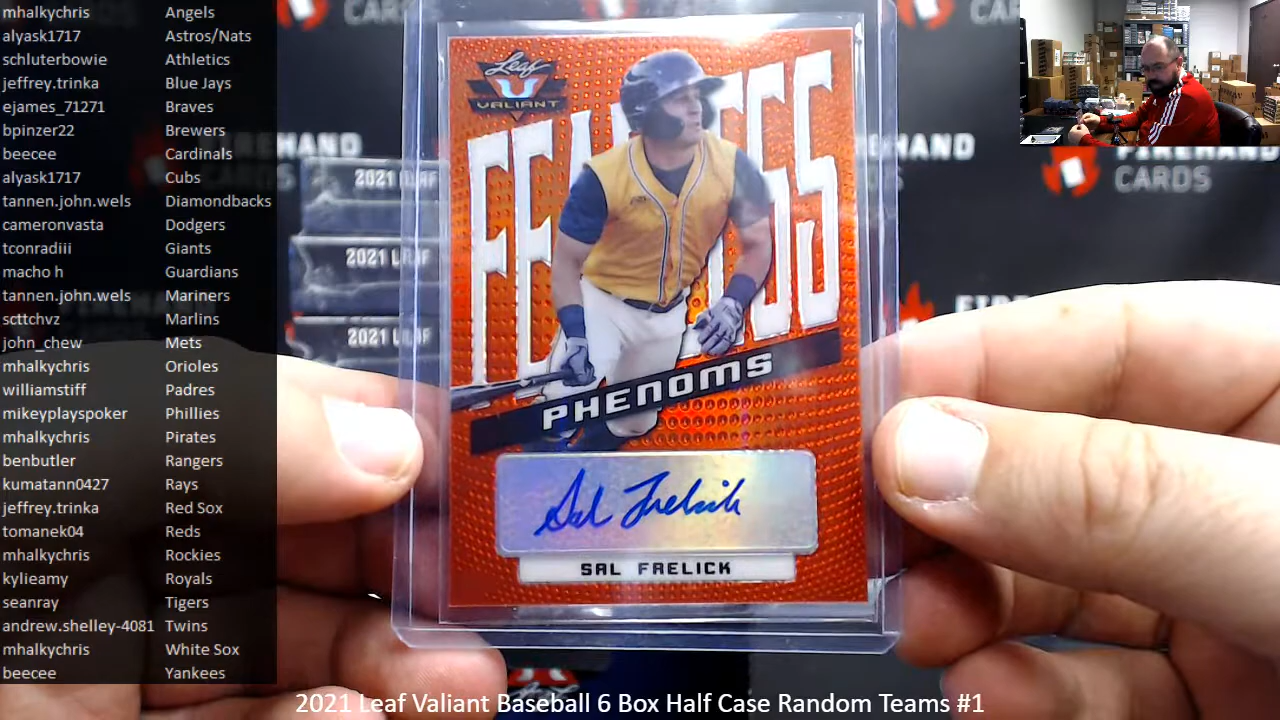 mhalkychris Angels
alyask1717 Astros/Nats
schluterbowie Athletics
jeffrey.trinka Blue Jays
ejames_71271 Braves
bpinzer22 Brewers
beecee Cardinals
alyask1717 Cubs
tannen.john.wels Diamondbacks
cameronvasta Dodgers
tconradiii Giants
macho h Guardians
tannen.john.wels Mariners
scttchvz Marlins
john_chew Mets
mhalkychris Orioles
williamstiff Padres
mikeyplayspoker Phillies
mhalkychris Pirates
benbutler Rangers
kumatann0427 Rays
jeffrey.trinka Red Sox
tomanek04 Reds
mhalkychris Rockies
kylieamy Royals
seanray Tigers
andrew.shelley-4081 Twins
mhalkychris White Sox
beecee Yankees
Leaf
VALIANT
FEARLESS
PHENOMS
Sal Frelick
SAL FRELICK
2021 LEAF
2021 LEAF
2021 LEAF
FIREHAND
CARDS
2021 Leaf Valiant Baseball 6 Box Half Case Random Teams #1